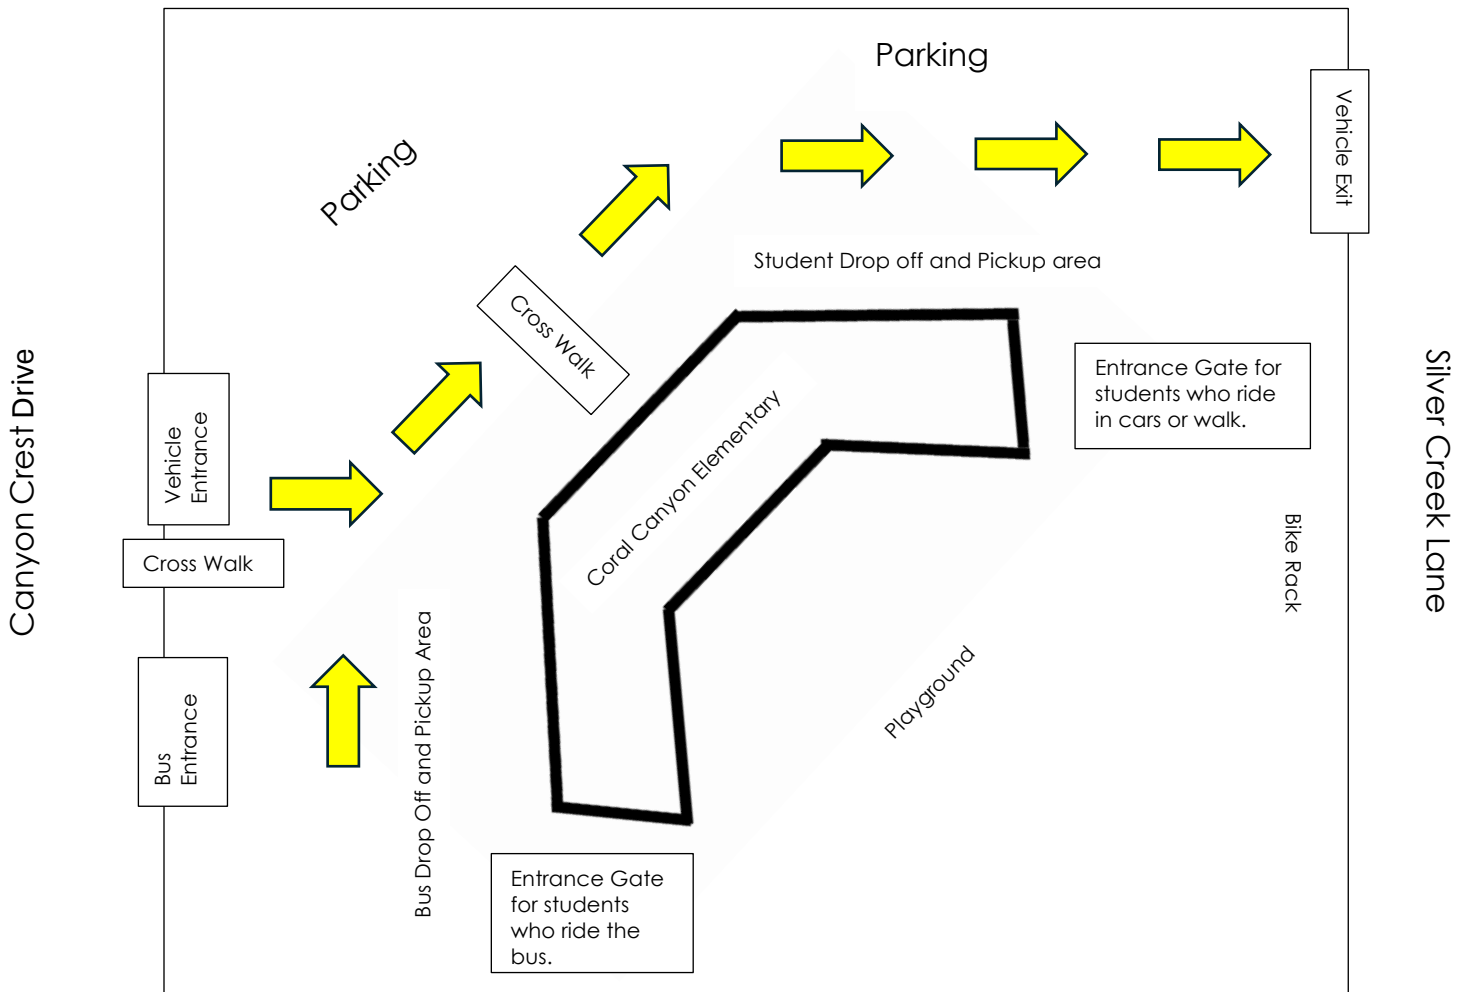 Parking
Parking
Vehicle Exit
Student Drop off and Pickup area
Cross Walk
Entrance Gate for
students who ride
in cars or walk.
Canyon Crest Drive
Silver Creek Lane
Vehicle
Entrance
Coral Canyon Elementary
Cross Walk
Bike Rack
Bus
Entrance
Bus Drop Off and Pickup Area
Playground
Entrance Gate
for students
who ride the
bus.